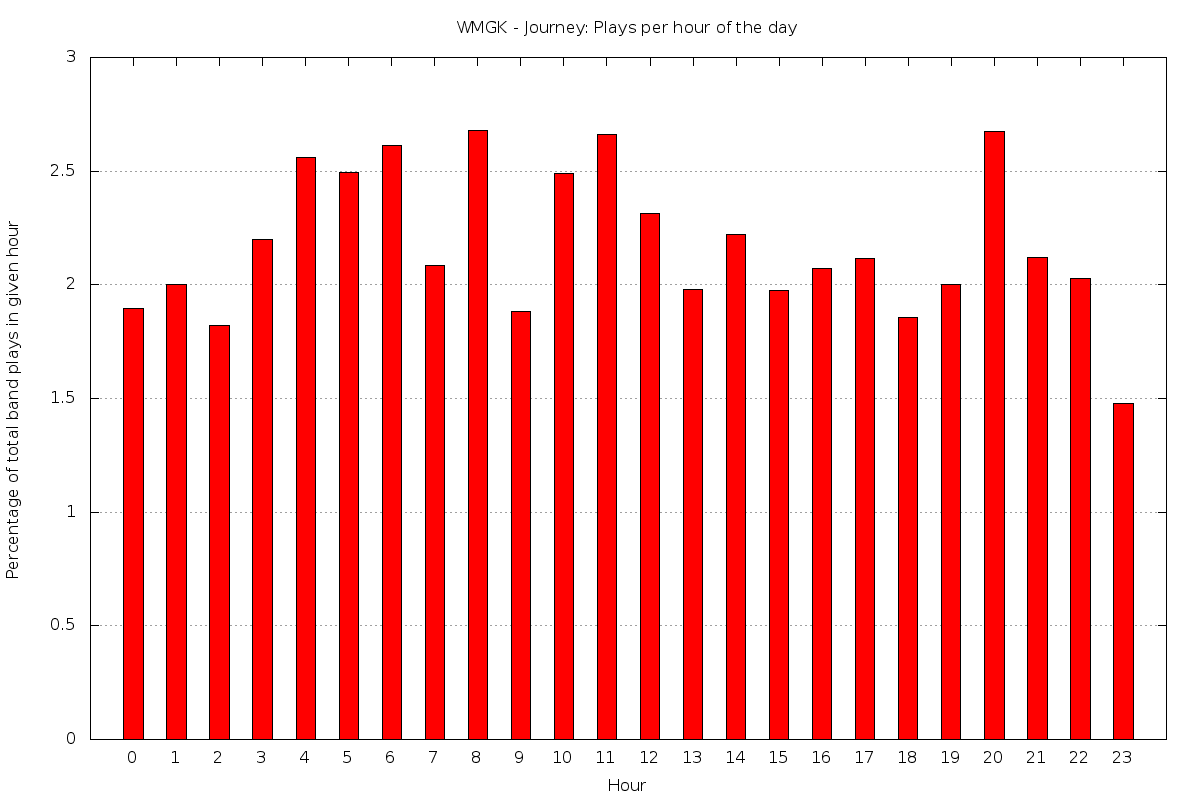 WMGK - Journey: Plays per hour of the day
Percentage of total band plays in given hour
3
2.5
2
1.5
1
0.5
0
0 1 2 3 4 5 6 7 8 9 10 11 12 13 14 15 16 17 18 19 20 21 22 23
Hour